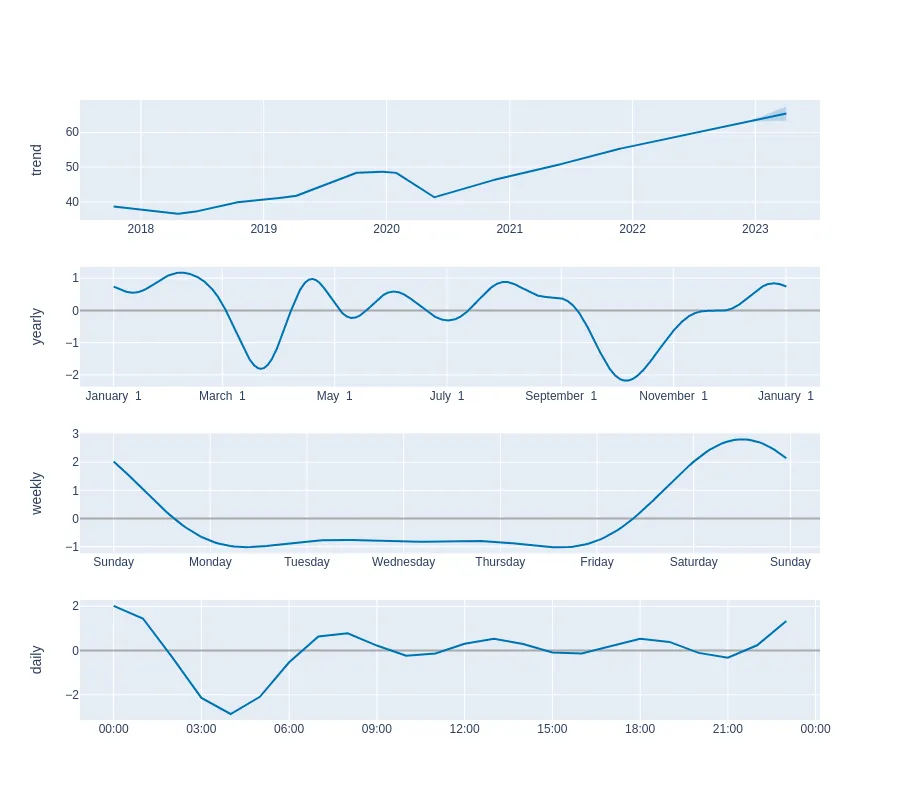 trend
60
50
40
2018 2019 2020 2021 2022 2023
yearly
1
0
−1
−2
January 1 March 1 May 1 July 1 September 1 November 1 January 1
weekly
3
2
1
0
−1
Sunday Monday Tuesday Wednesday Thursday Friday Saturday Sunday
daily
2
0
−2
00:00 03:00 06:00 09:00 12:00 15:00 18:00 21:00 00:00